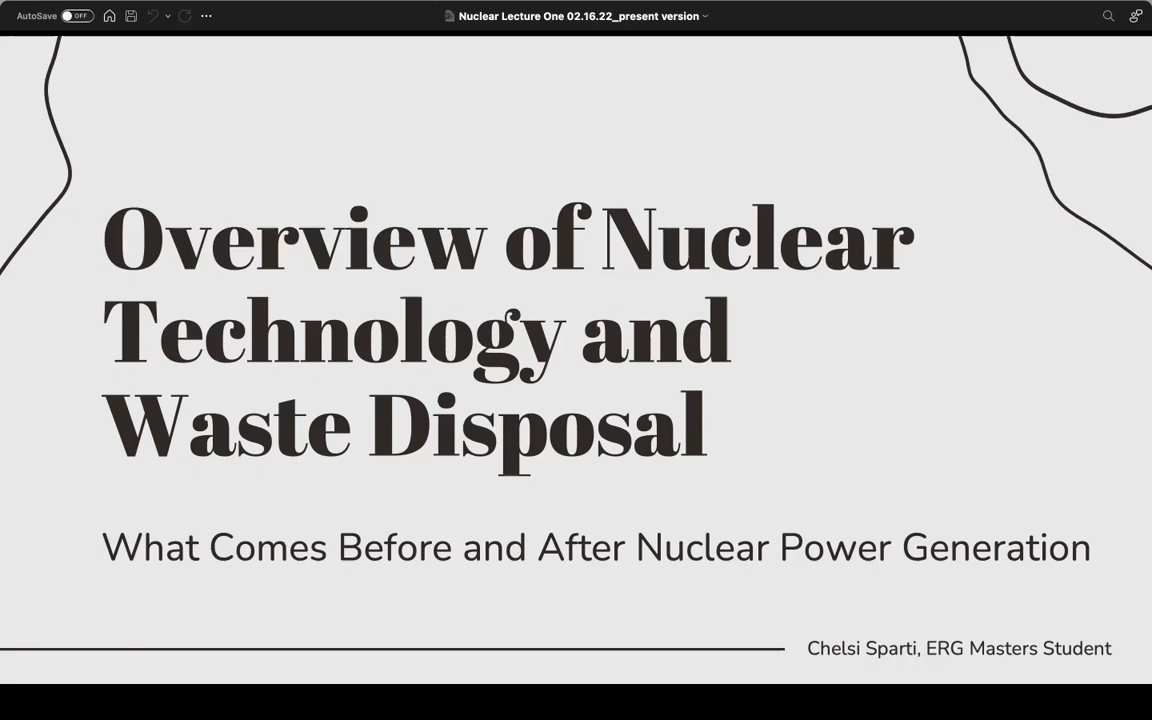 AutoSave OFF
Nuclear Lecture One 02.16.22_present version
Overview of Nuclear
Technology and
Waste Disposal
What Comes Before and After Nuclear Power Generation
Chelsi Sparti, ERG Masters Student